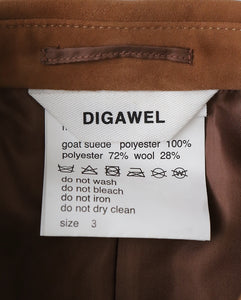 DIGAWEL
goat suede polyester 100%
polyester 72% wool 28%
do not wash
do not bleach
do not iron
do not dry clean
size 3